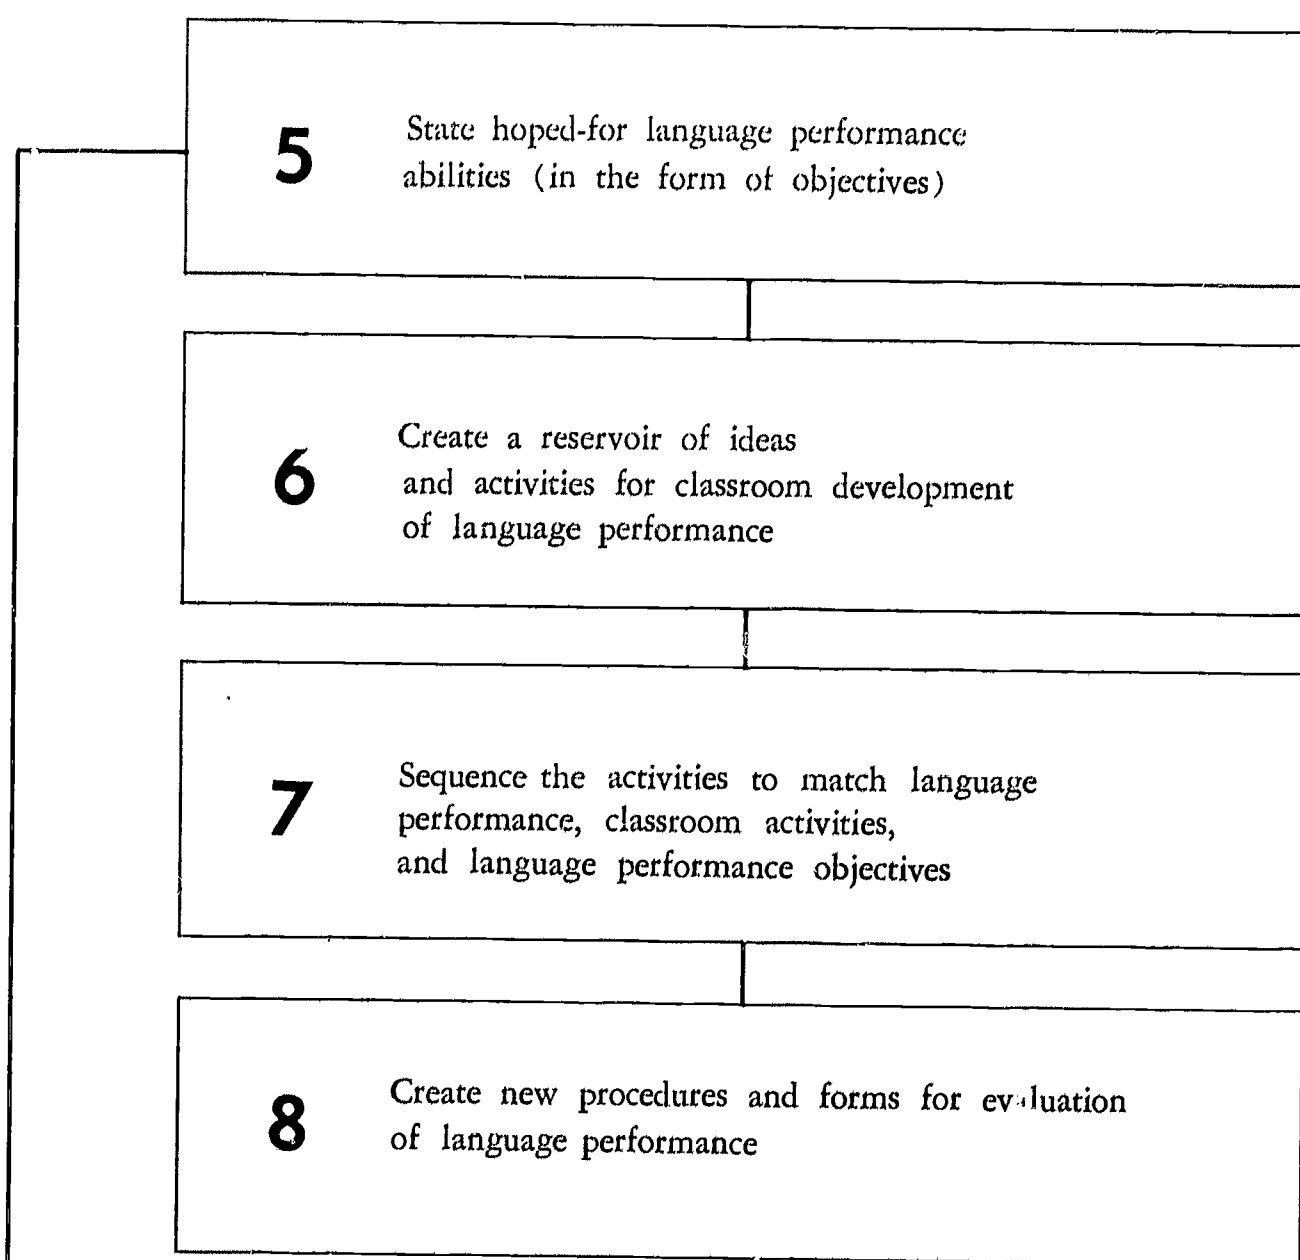 5
State hoped-for language performance
abilities (in the form of objectives)
6
Create a reservoir of ideas
and activities for classroom development
of language performance
7
Sequence the activities to match language
performance, classroom activities,
and language performance objectives
8
Create new procedures and forms for evaluation
of language performance